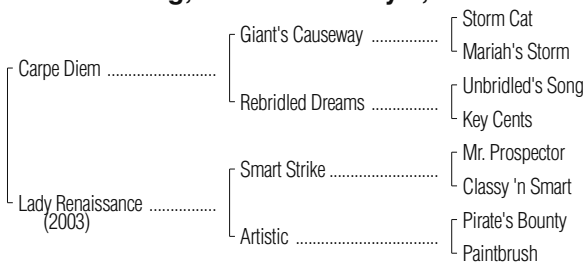 Giant's Causeway ................
Storm Cat
Mariah's Storm
Carpe Diem ..........................
Rebridled Dreams ................
Unbridled's Song
Key Cents
Smart Strike ..........................
Mr. Prospector
Classy 'n Smart
Lady Renaissance ................
(2003)
Artistic ..................................
Pirate's Bounty
Paintbrush